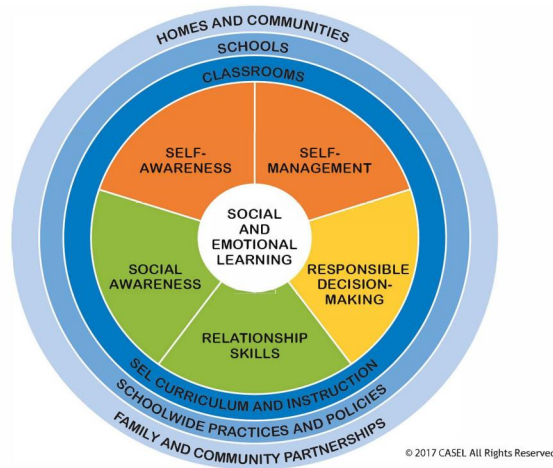 HOMES AND COMMUNITIES
SCHOOLS
CLASSROOMS
SELF-
AWARENESS
SELF-
MANAGEMENT
SOCIAL
AND
EMOTIONAL
LEARNING
SOCIAL
AWARENESS
RESPONSIBLE
DECISION-
MAKING
RELATIONSHIP
SKILLS
SEL CURRICULUM AND INSTRUCTION
SCHOOLWIDE PRACTICES AND POLICIES
FAMILY AND COMMUNITY PARTNERSHIPS
© 2017 CASEL All Rights Reserved